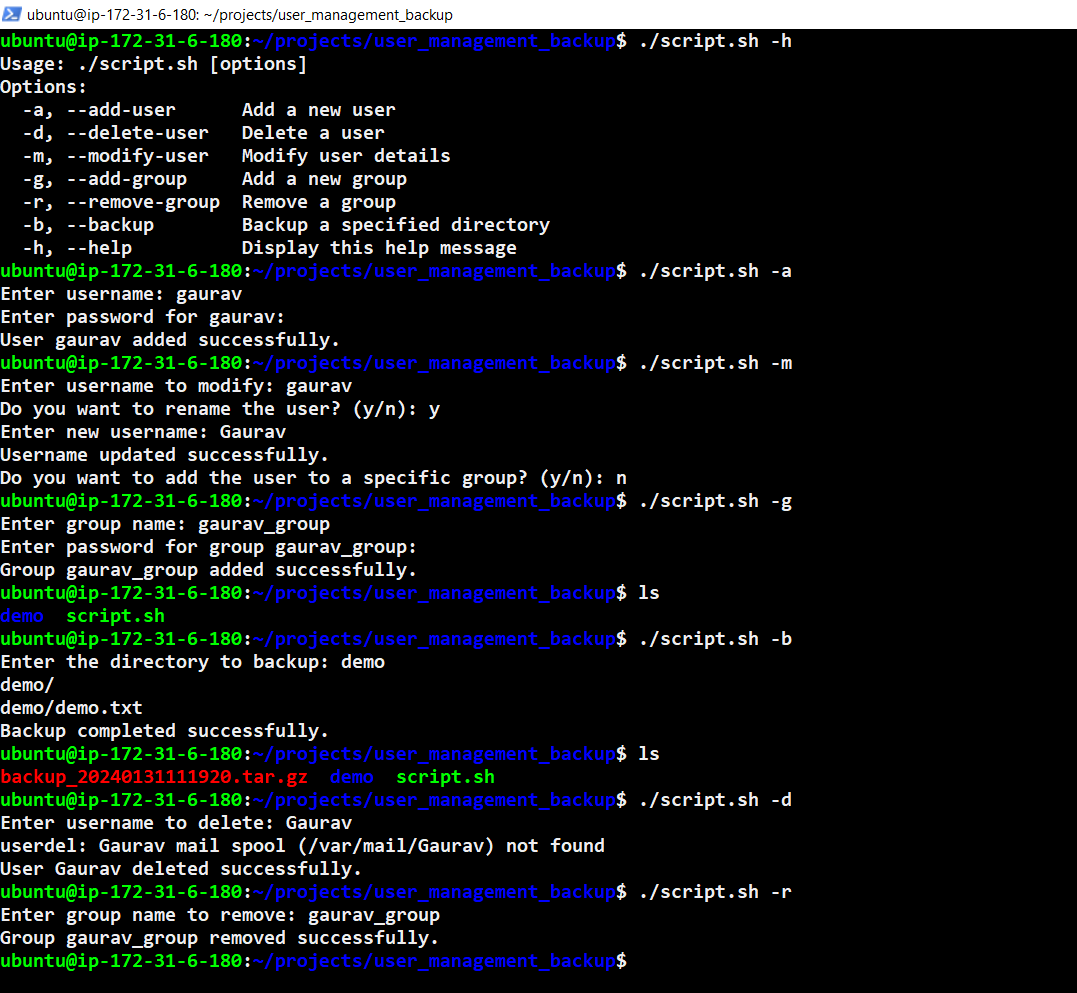 ubuntu@ip-172-31-6-180: ~/projects/user_management_backup
ubuntu@ip-172-31-6-180:~/projects/user_management_backup$ ./script.sh -h
Usage: ./script.sh [options]
Options:
  -a, --add-user      Add a new user
  -d, --delete-user   Delete a user
  -m, --modify-user   Modify user details
  -g, --add-group     Add a new group
  -r, --remove-group  Remove a group
  -b, --backup        Backup a specified directory
  -h, --help          Display this help message
ubuntu@ip-172-31-6-180:~/projects/user_management_backup$ ./script.sh -a
Enter username: gaurav
Enter password for gaurav:
User gaurav added successfully.
ubuntu@ip-172-31-6-180:~/projects/user_management_backup$ ./script.sh -m
Enter username to modify: gaurav
Do you want to rename the user? (y/n): y
Enter new username: Gaurav
Username updated successfully.
Do you want to add the user to a specific group? (y/n): n
ubuntu@ip-172-31-6-180:~/projects/user_management_backup$ ./script.sh -g
Enter group name: gaurav_group
Enter password for group gaurav_group:
Group gaurav_group added successfully.
ubuntu@ip-172-31-6-180:~/projects/user_management_backup$ ls
demo  script.sh
ubuntu@ip-172-31-6-180:~/projects/user_management_backup$ ./script.sh -b
Enter the directory to backup: demo
demo/
demo/demo.txt
Backup completed successfully.
ubuntu@ip-172-31-6-180:~/projects/user_management_backup$ ls
backup_20240131111920.tar.gz  demo  script.sh
ubuntu@ip-172-31-6-180:~/projects/user_management_backup$ ./script.sh -d
Enter username to delete: Gaurav
userdel: Gaurav mail spool (/var/mail/Gaurav) not found
User Gaurav deleted successfully.
ubuntu@ip-172-31-6-180:~/projects/user_management_backup$ ./script.sh -r
Enter group name to remove: gaurav_group
Group gaurav_group removed successfully.
ubuntu@ip-172-31-6-180:~/projects/user_management_backup$